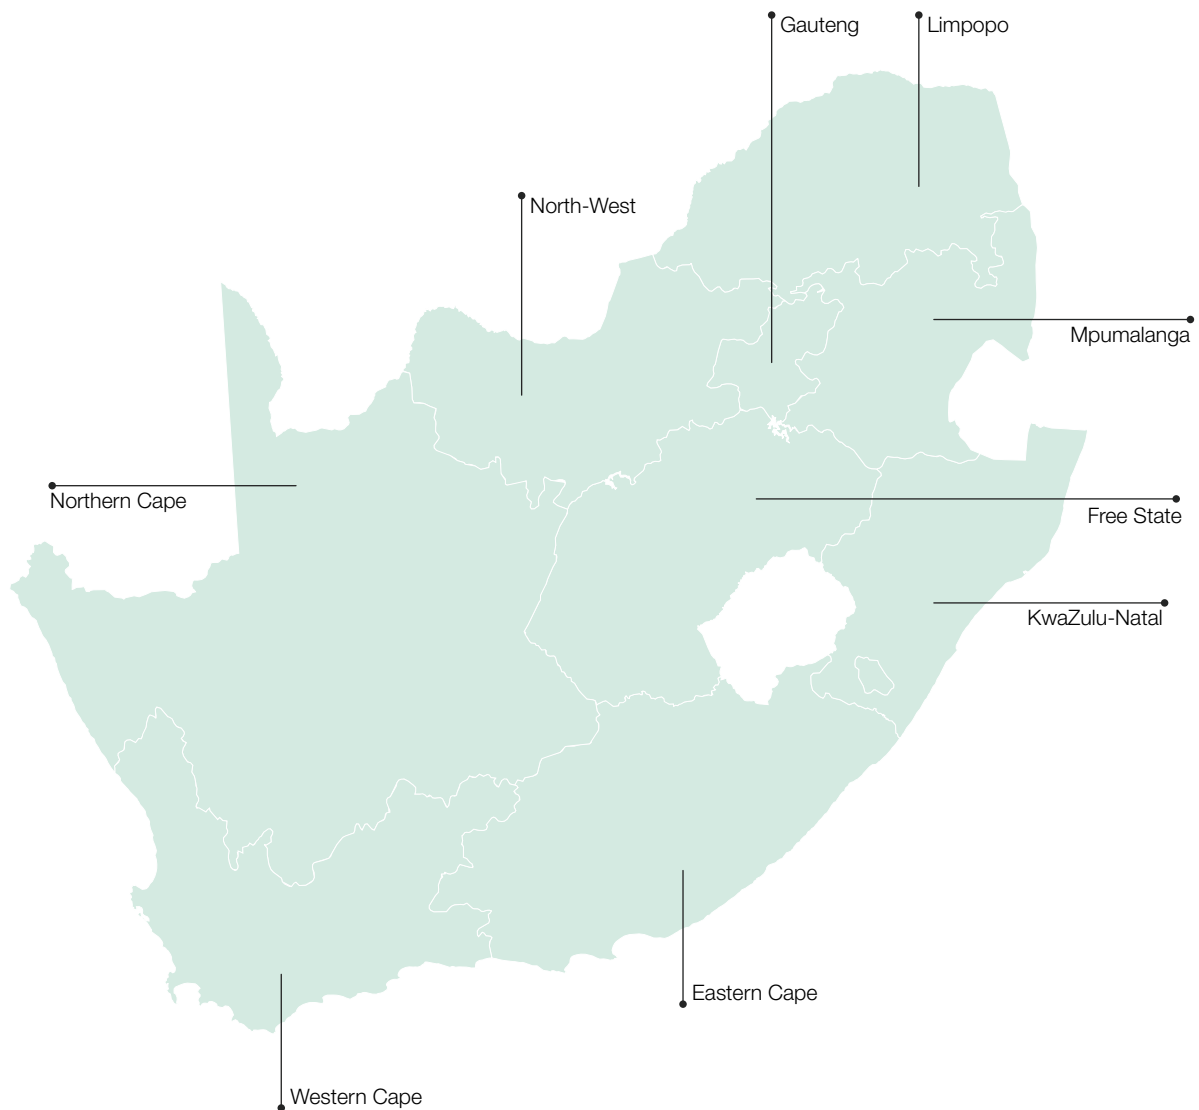 Gauteng
Limpopo
North-West
Mpumalanga
Northern Cape
Free State
KwaZulu-Natal
Eastern Cape
Western Cape